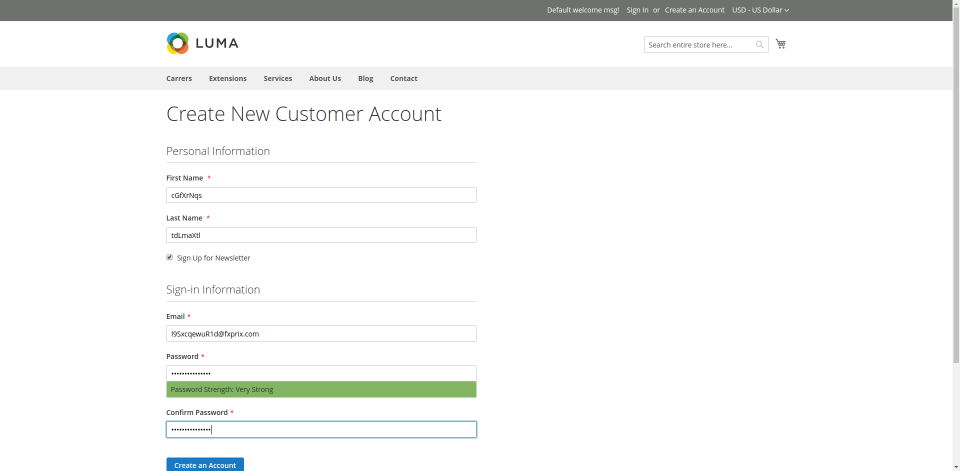 Default welcome msg! Sign In or Create an Account USD - US Dollar
LUMA
Search entire store here...
Carrers Extensions Services About Us Blog Contact
Create New Customer Account
Personal Information
First Name *
cGfXrNqs
Last Name *
tdLmaXtl
Sign Up for Newsletter
Sign-in Information
Email *
l9SxcqewuR1d@fxprix.com
Password *
Password Strength: Very Strong
Confirm Password *
Create an Account